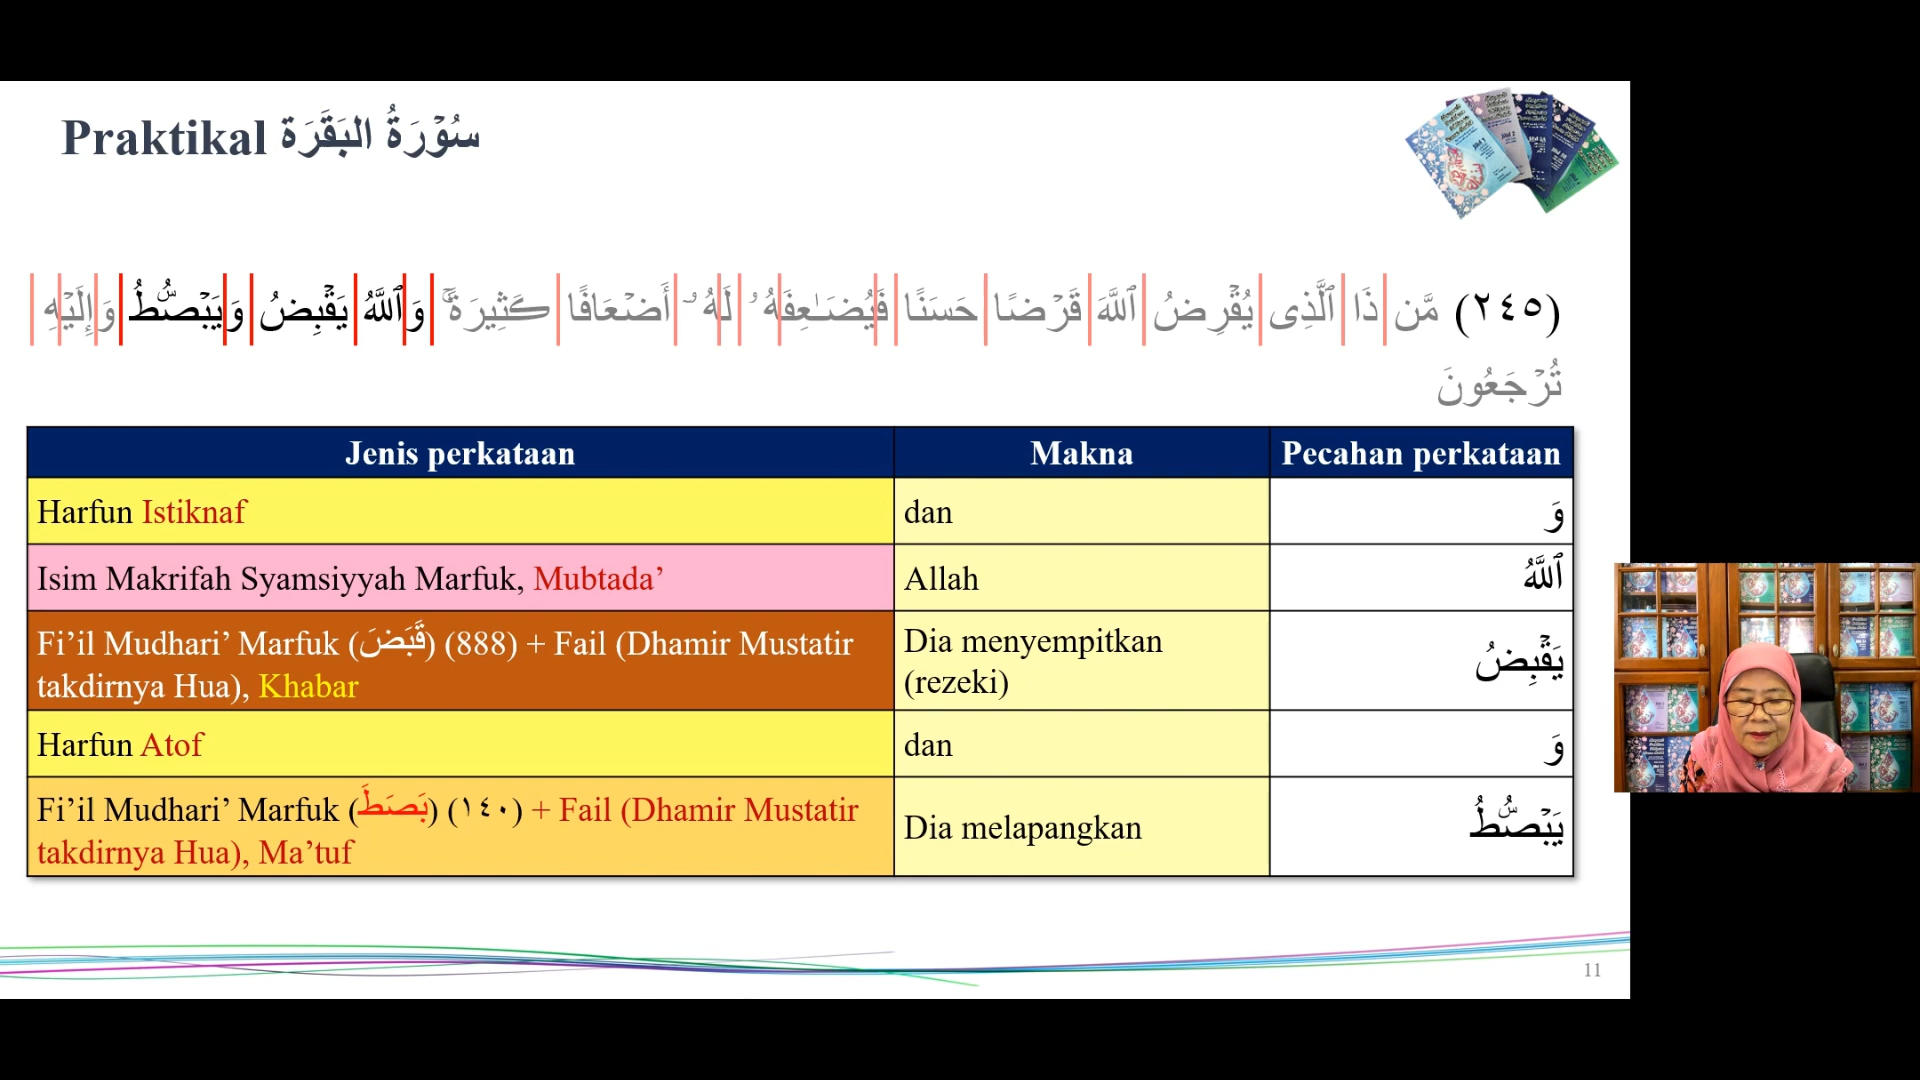 Praktikal سُوْرَةُ البَقَرَة
(٢٤٥) مَّن ذَا ٱلَّذِى يُقْرِضُ ٱللَّهَ قَرْضًا حَسَنًا فَيُضَـٰعِفَهُۥ لَهُۥٓ أَضْعَافًا كَثِيرَةً ۚ وَٱللَّهُ يَقْبِضُ وَيَبْصُۜطُ وَإِلَيْهِ
تُرْجَعُونَ
Jenis perkataan Makna Pecahan perkataan
Harfun Istiknaf dan وَ
Isim Makrifah Syamsiyyah Marfuk, Mubtada’ Allah ٱللَّهُ
Fi’il Mudhari’ Marfuk (قَبَضَ) (888) + Fail (Dhamir Mustatir
takdirnya Hua), Khabar
Dia menyempitkan
(rezeki)
يَقْبِضُ
Harfun Atof dan وَ
Fi’il Mudhari’ Marfuk (بَصَطَ) (١٤٠) + Fail (Dhamir Mustatir
takdirnya Hua), Ma’tuf
Dia melapangkan
يَبْصُۜطُ
11